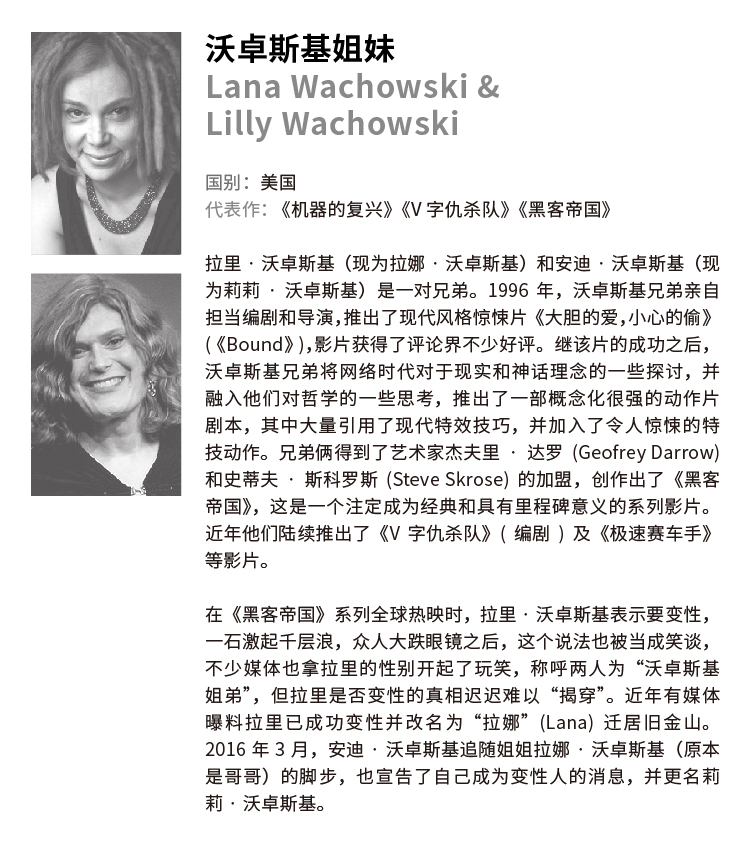 沃卓斯基姐妹
Lana Wachowski &
Lilly Wachowski
国别：美国
代表作：《机器的复兴》《V 字仇杀队》《黑客帝国》
拉里 · 沃卓斯基（现为拉娜 · 沃卓斯基）和安迪 · 沃卓斯基（现
为莉莉 · 沃卓斯基）是一对兄弟。1996 年，沃卓斯基兄弟亲自
担当编剧和导演，推出了现代风格惊悚片《大胆的爱，小心的偷》
(《Bound》)，影片获得了评论界不少好评。继该片的成功之后，
沃卓斯基兄弟将网络时代对于现实和神话理念的一些探讨，并
融入他们对哲学的一些思考，推出了一部概念化很强的动作片
剧本，其中大量引用了现代特效技巧，并加入了令人惊悚的特
技动作。兄弟俩得到了艺术家杰夫里 · 达罗 (Geofrey Darrow)
和史蒂夫 · 斯科罗斯 (Steve Skrose) 的加盟，创作出了《黑客
帝国》，这是一个注定成为经典和具有里程碑意义的系列影片。
近年他们陆续推出了《V 字仇杀队》( 编剧 ) 及《极速赛车手》
等影片。
在《黑客帝国》系列全球热映时，拉里 · 沃卓斯基表示要变性，
一石激起千层浪，众人大跌眼镜之后，这个说法也被当成笑谈，
不少媒体也拿拉里的性别开起了玩笑，称呼两人为“沃卓斯基
姐弟”，但拉里是否变性的真相迟迟难以“揭穿”。近年有媒体
曝料拉里已成功变性并改名为“拉娜”(Lana) 迁居旧金山。
2016 年 3 月，安迪 · 沃卓斯基追随姐姐拉娜 · 沃卓斯基（原本
是哥哥）的脚步，也宣告了自己成为变性人的消息，并更名莉
莉 · 沃卓斯基。